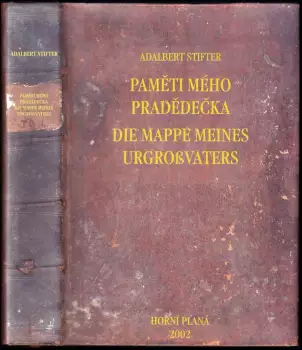 ADALBERT STIFTER
PAMĚTI MÉHO
PRADĚDEČKA
DIE MAPPE MEINES
URGROßVATERS
ADALBERT STIFTER
PAMĚTI MÉHO
PRADĚDEČKA
DIE MAPPE MEINES
URGROßVATERS
HORNÍ PLANÁ
2002